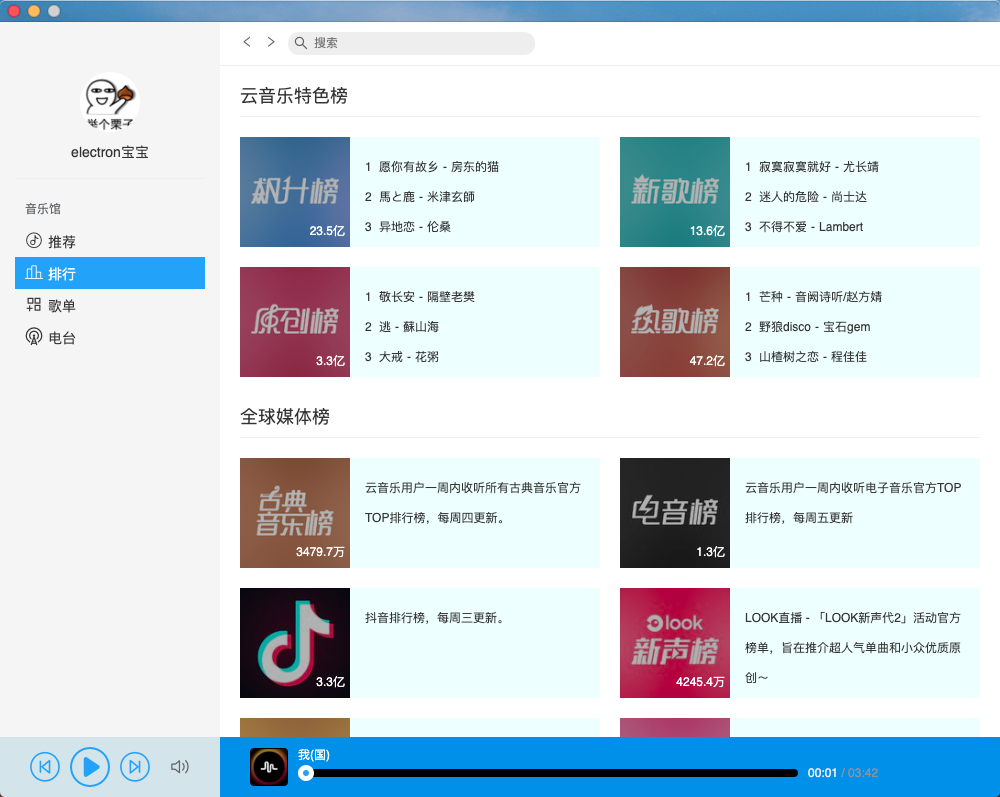 搜索
举个栗子
electron宝宝
音乐馆
推荐
排行
歌单
电台
云音乐特色榜
飙升榜
23.5亿
1 愿你有故乡 - 房东的猫
2 馬と鹿 - 米津玄師
3 异地恋 - 伦桑
新歌榜
13.6亿
1 寂寞寂寞就好 - 尤长靖
2 迷人的危险 - 尚士达
3 不得不爱 - Lambert
原创榜
3.3亿
1 敬长安 - 隔壁老樊
2 逃 - 蘇山海
3 大戒 - 花粥
热歌榜
47.2亿
1 芒种 - 音阙诗听/赵方婧
2 野狼disco - 宝石gem
3 山楂树之恋 - 程佳佳
全球媒体榜
古典
音乐榜
3479.7万
云音乐用户一周内收听所有古典音乐官方
TOP排行榜，每周四更新。
电音榜
1.3亿
云音乐用户一周内收听电子音乐官方TOP
排行榜，每周五更新
3.3亿
抖音排行榜，每周三更新。
look
新声榜
4245.4万
LOOK直播 - 「LOOK新声代2」活动官方
榜单，旨在推介超人气单曲和小众优质原
创～
我(国)
00:01 / 03:42